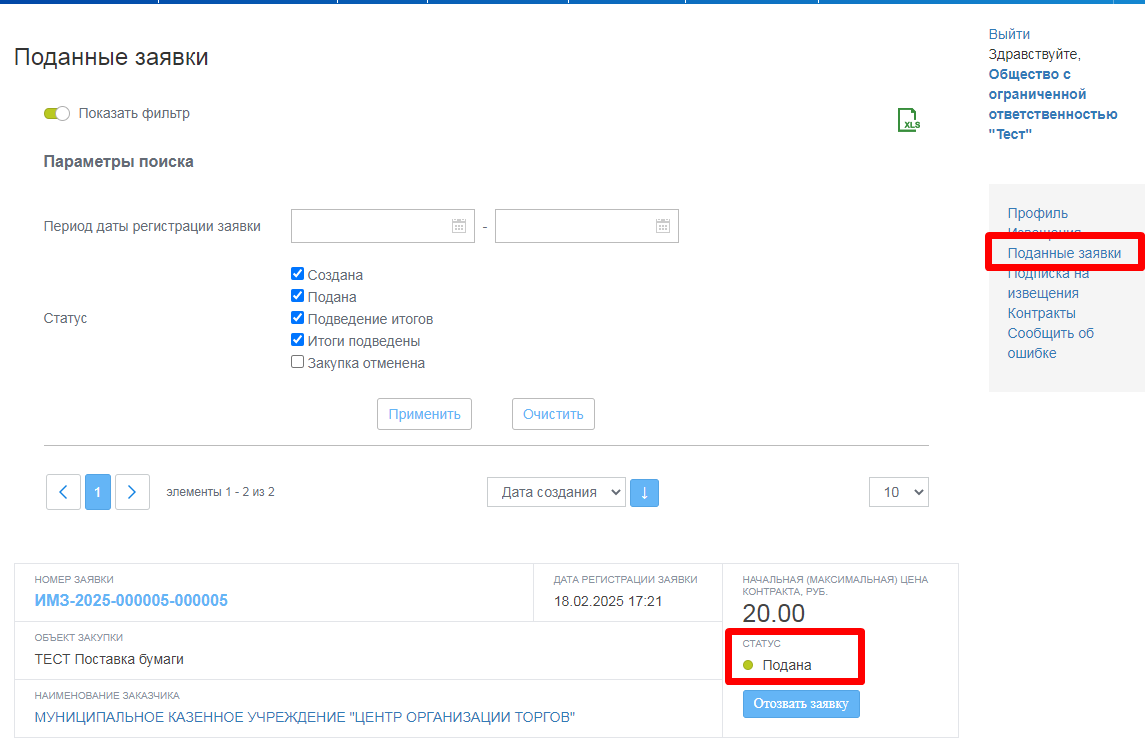 Поданные заявки
Показать фильтр
XLS
Параметры поиска
Период даты регистрации заявки
-
Статус
Создана
Подана
Подведение итогов
Итоги подведены
Закупка отменена
Применить
Очистить
1
элементы 1 - 2 из 2
Дата создания
↓
10
НОМЕР ЗАЯВКИ
ИМЗ-2025-000005-000005
ДАТА РЕГИСТРАЦИИ ЗАЯВКИ
18.02.2025 17:21
НАЧАЛЬНАЯ (МАКСИМАЛЬНАЯ) ЦЕНА
КОНТРАКТА, РУБ.
20.00
ОБЪЕКТ ЗАКУПКИ
ТЕСТ Поставка бумаги
СТАТУС
Подана
НАИМЕНОВАНИЕ ЗАКАЗЧИКА
МУНИЦИПАЛЬНОЕ КАЗЕННОЕ УЧРЕЖДЕНИЕ "ЦЕНТР ОРГАНИЗАЦИИ ТОРГОВ"
Отозвать заявку
Выйти
Здравствуйте,
Общество с
ограниченной
ответственностью
"Тест"
Профиль
Извещения
Поданные заявки
Подписка на
извещения
Контракты
Сообщить об
ошибке